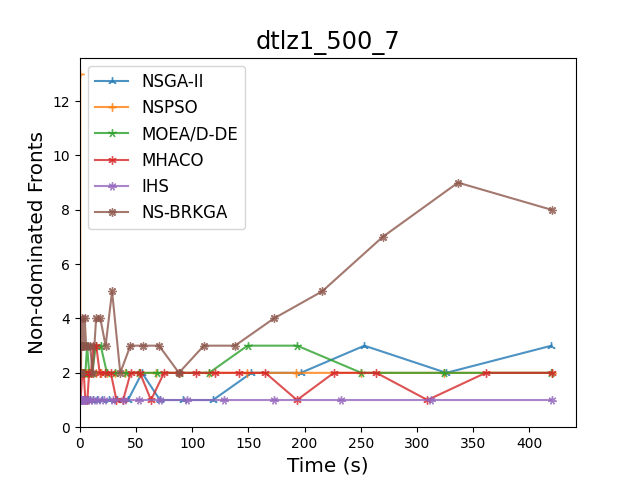 dtlz1_500_7
NSGA-II
NSPSO
MOEA/D-DE
MHACO
IHS
NS-BRKGA
Non-dominated Fronts
12
10
8
6
4
2
0
0 50 100 150 200 250 300 350 400
Time (s)